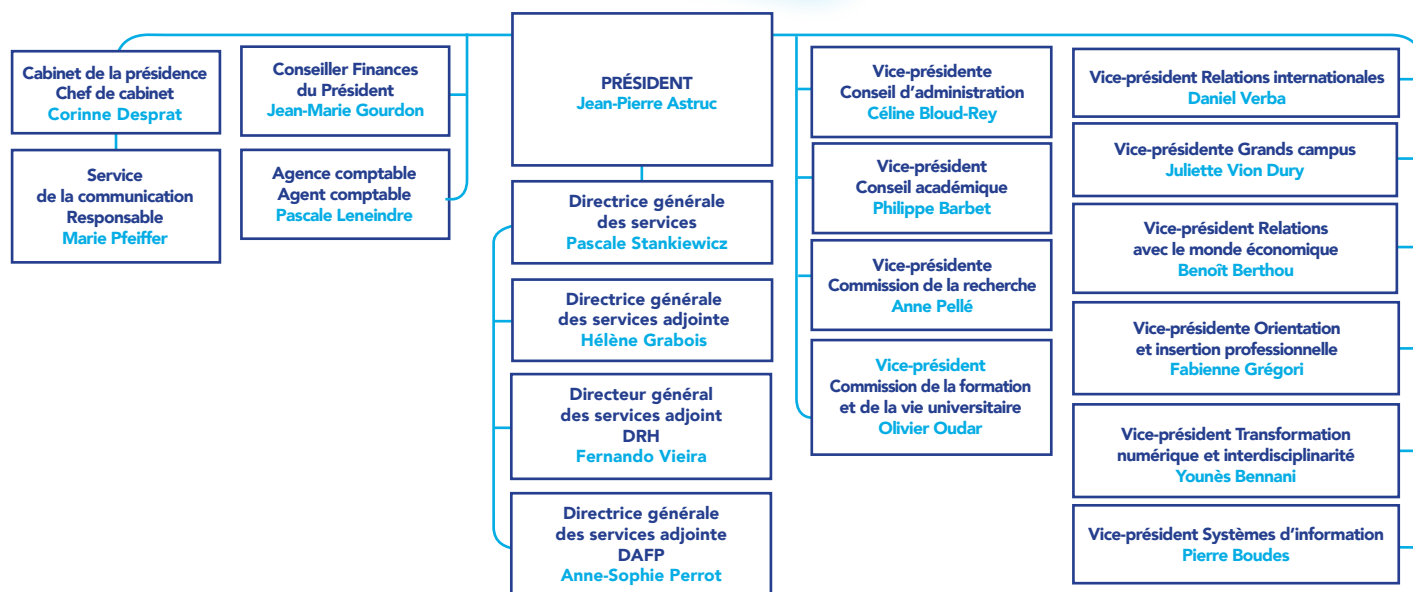 Cabinet de la présidence
Chef de cabinet
Corinne Desprat
Service
de la communication
Responsable
Marie Pfeiffer
Conseiller Finances
du Président
Jean-Marie Gourdon
Agence comptable
Agent comptable
Pascale Leneindre
PRÉSIDENT
Jean-Pierre Astruc
Directrice générale
des services
Pascale Stankiewicz
Directrice générale
des services adjointe
Hélène Grabois
Directeur général
des services adjoint
DRH
Fernando Vieira
Directrice générale
des services adjointe
DAFP
Anne-Sophie Perrot
Vice-présidente
Conseil d’administration
Céline Bloud-Rey
Vice-président
Conseil académique
Philippe Barbet
Vice-présidente
Commission de la recherche
Anne Pellé
Vice-président
Commission de la formation
et de la vie universitaire
Olivier Oudar
Vice-président Relations internationales
Daniel Verba
Vice-présidente Grands campus
Juliette Vion Dury
Vice-président Relations
avec le monde économique
Benoît Berthou
Vice-présidente Orientation
et insertion professionnelle
Fabienne Grégori
Vice-président Transformation
numérique et interdisciplinarité
Younès Bennani
Vice-président Systèmes d’information
Pierre Boudes